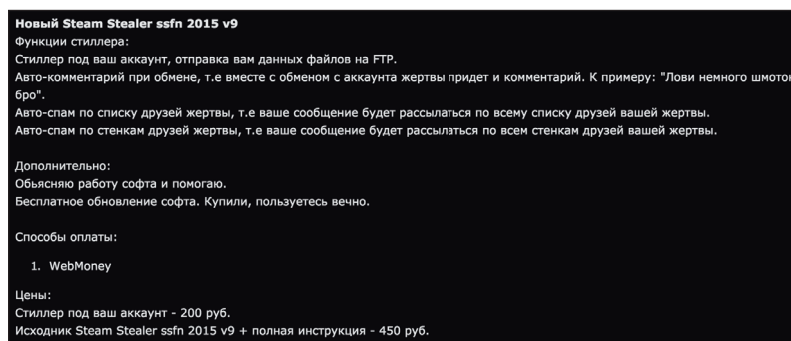 Новый Steam Stealer ssfn 2015 v9
Функции стиллера:
Стиллер под ваш аккаунт, отправка вам данных файлов на FTP.
Авто-комментарий при обмене, т.е вместе с обменом с аккаунта жертвы придет и комментарий. К примеру: "Лови немного шмоток
бро".
Авто-спам по списку друзей жертвы, т.е ваше сообщение будет рассылаться по всему списку друзей вашей жертвы.
Авто-спам по стенкам друзей жертвы, т.е ваше сообщение будет рассылаться по всем стенкам друзей вашей жертвы.
Дополнительно:
Обьясняю работу софта и помогаю.
Бесплатное обновление софта. Купили, пользуетесь вечно.
Способы оплаты:
1. WebMoney
Цены:
Стиллер под ваш аккаунт - 200 руб.
Исходник Steam Stealer ssfn 2015 v9 + полная инструкция - 450 руб.